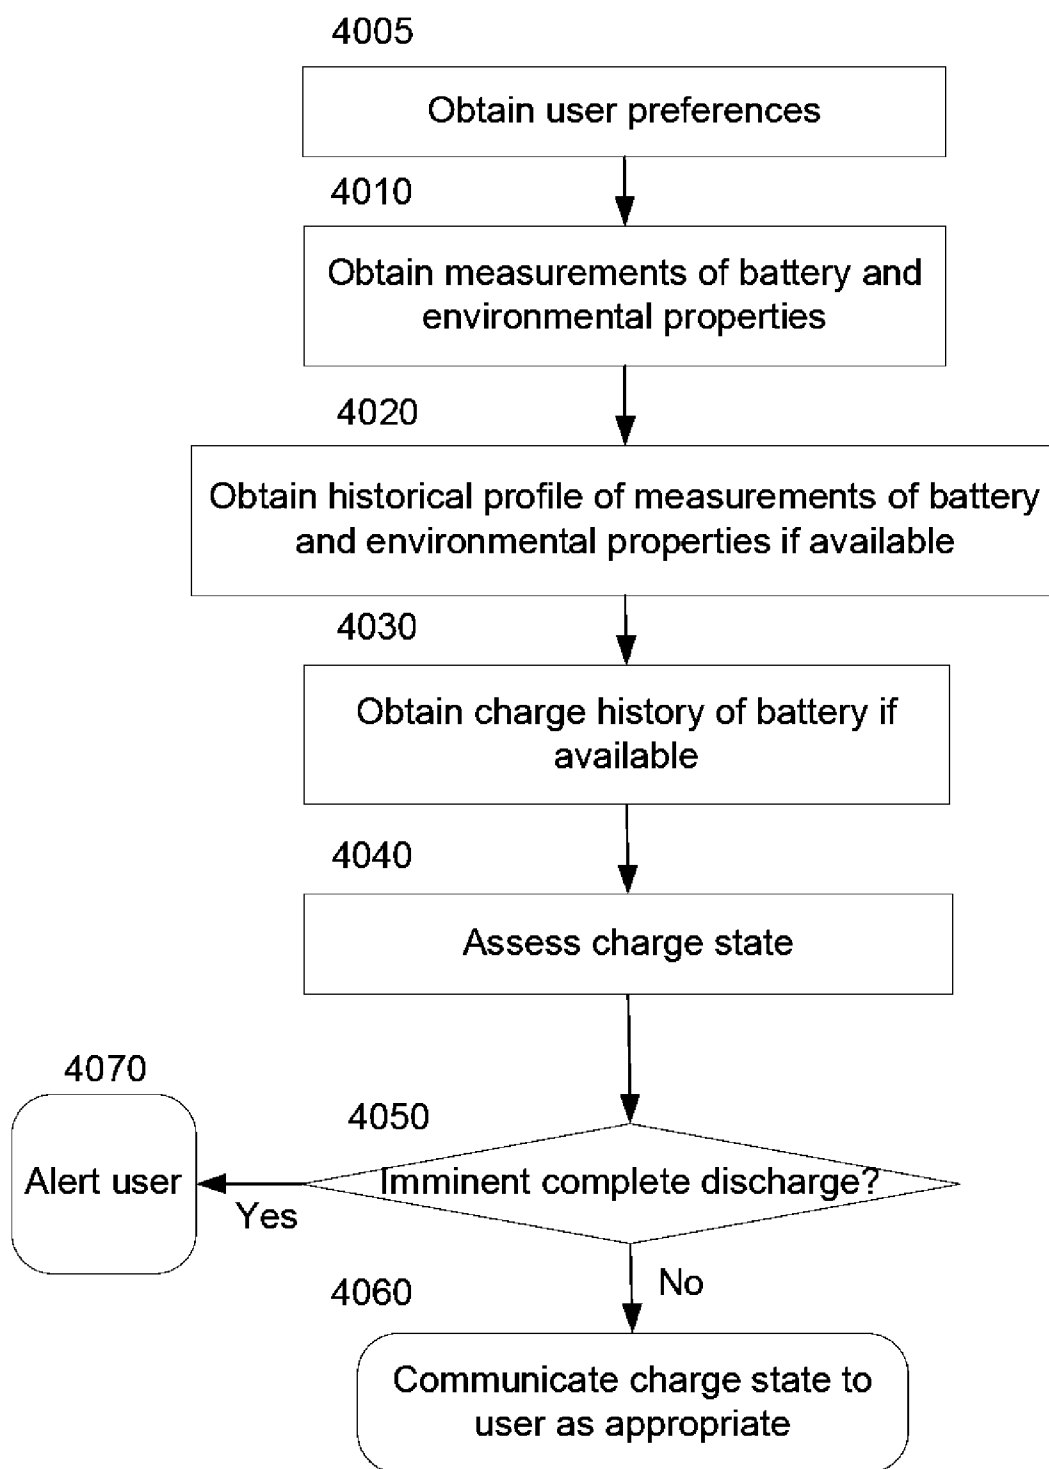 4005
Obtain user preferences
4010
Obtain measurements of battery and
environmental properties
4020
Obtain historical profile of measurements of battery
and environmental properties if available
4030
Obtain charge history of battery if
available
4040
Assess charge state
4070
4050
Alert user
Imminent complete discharge?
Yes
No
4060
Communicate charge state to
user as appropriate